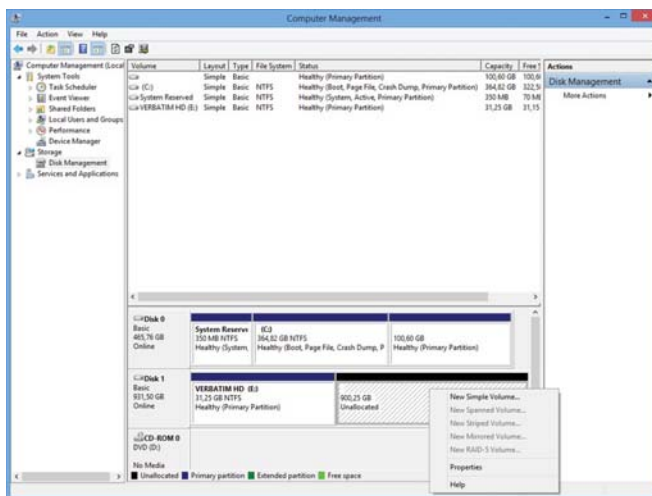 Computer Management
File Action View Help
Computer Management (Local
System Tools
Task Scheduler
Event Viewer
Shared Folders
Local Users and Groups
Performance
Device Manager
Storage
Disk Management
Services and Applications
Volume Layout Type File System Status Capacity Free
Simple Basic Healthy (Primary Partition) 100,60 GB 100,6
(C:) Simple Basic NTFS Healthy (Boot, Page File, Crash Dump, Primary Partition) 364,82 GB 322,5
System Reserved Simple Basic NTFS Healthy (System, Active, Primary Partition) 350 MB 70 M
VERBATIM HD (E:) Simple Basic NTFS Healthy (Primary Partition) 31,25 GB 31,15
Actions
Disk Management
More Actions
Disk 0
Basic
465,76 GB
Online
System Reserve
350 MB NTFS
Healthy (System,
(C:)
364,82 GB NTFS
Healthy (Boot, Page File, Crash Dump, P
100,60 GB
Healthy (Primary Partition)
Disk 1
Basic
931,50 GB
Online
VERBATIM HD (E:)
31,25 GB NTFS
Healthy (Primary Partition)
900,25 GB
Unallocated
New Simple Volume...
New Spanned Volume...
New Striped Volume...
New Mirrored Volume...
New RAID-5 Volume...
Properties
Help
CD-ROM 0
DVD (D:)
No Media
Unallocated Primary partition Extended partition Free space